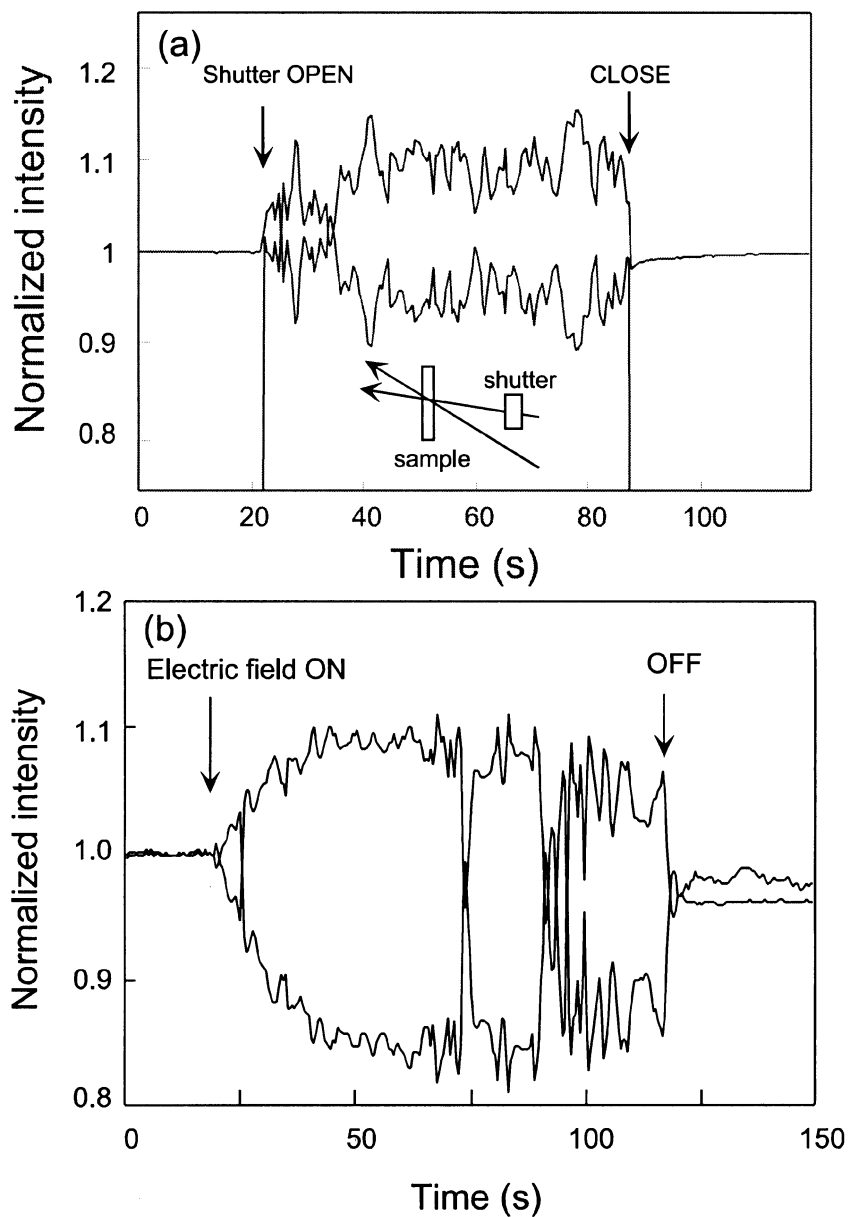 (a)
Shutter OPEN
CLOSE
1.2
1.1
1
0.9
0.8
Normalized intensity
shutter
sample
0
20
40
60
80
100
Time (s)
(b)
Electric field ON
OFF
1.2
1.1
1.0
0.9
0.8
Normalized intensity
0
50
100
150
Time (s)